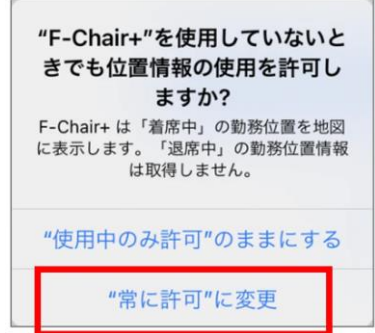 “F-Chair+”を使用していないと
きでも位置情報の使用を許可し
ますか?
F-Chair+ は「着席中」の勤務位置を地図
に表示します。「退席中」の勤務位置情報
は取得しません。
“使用中のみ許可”のままにする
“常に許可”に変更